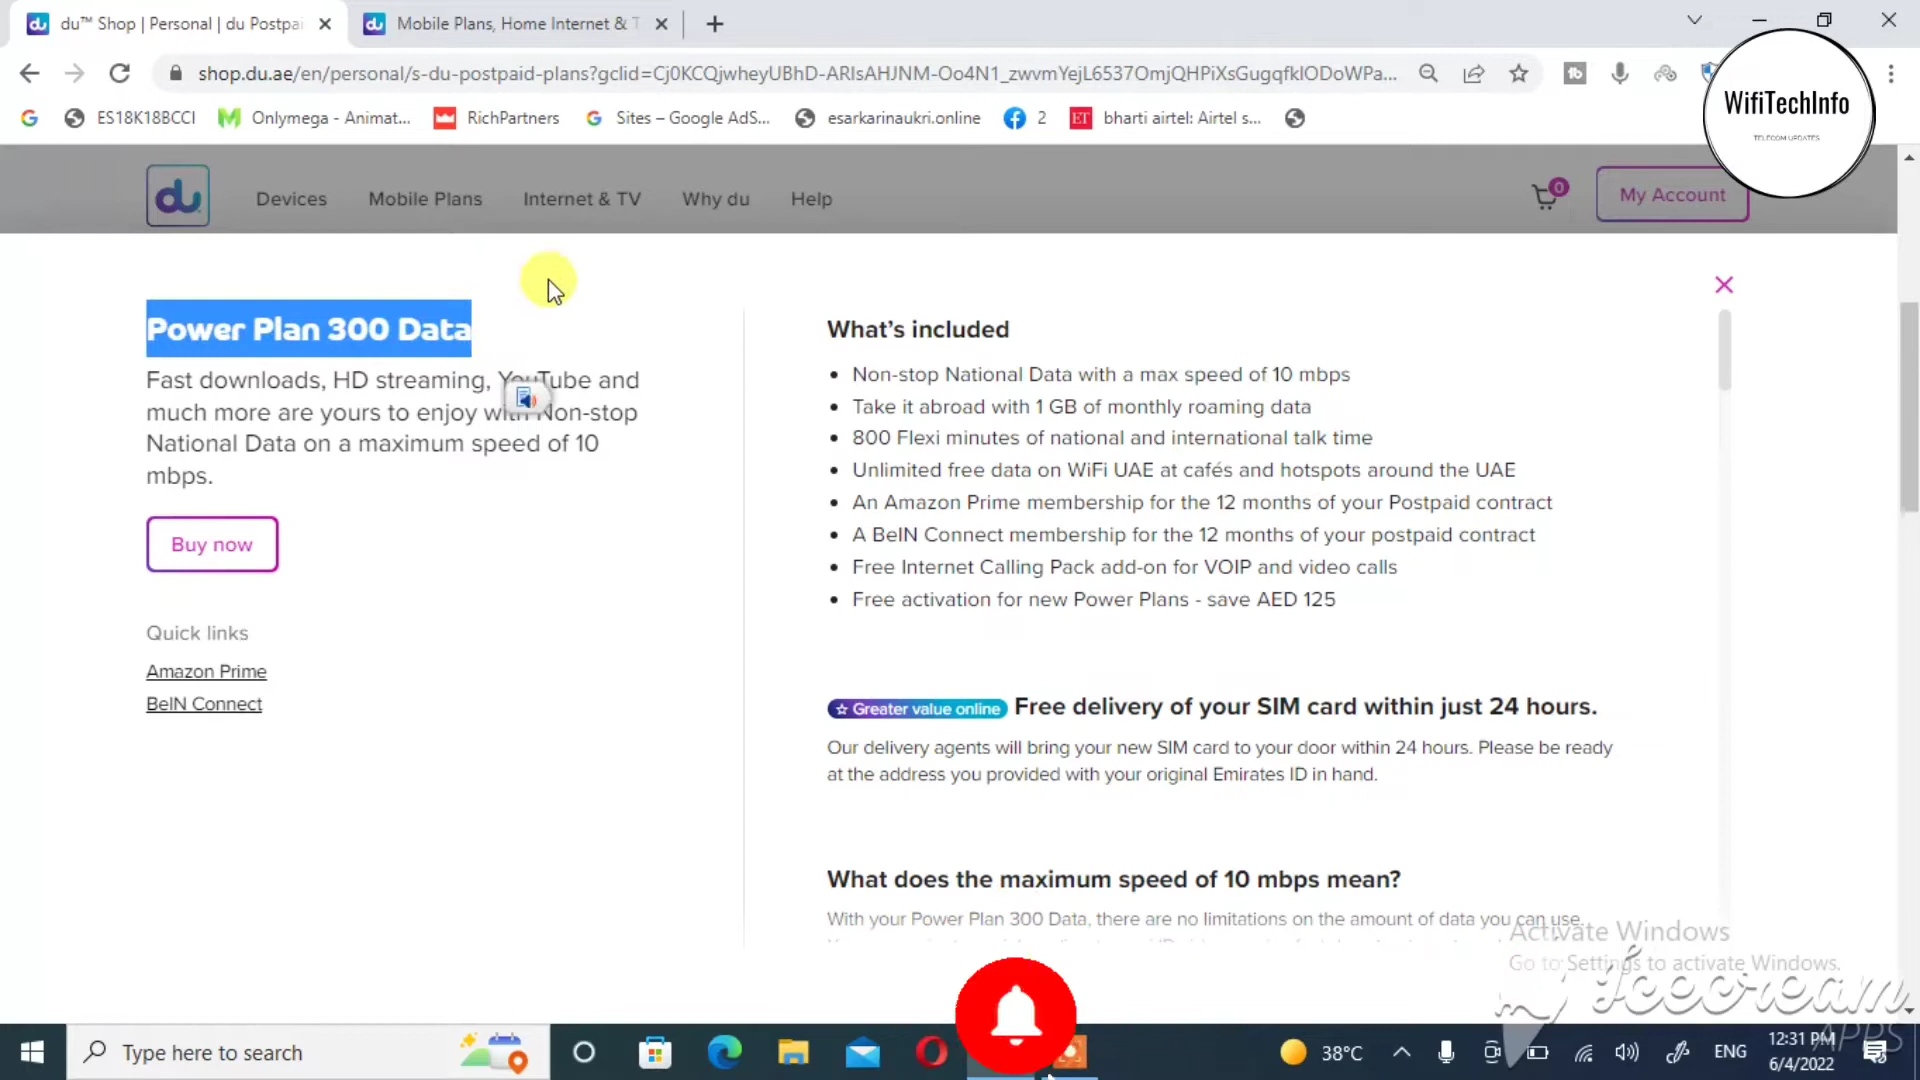 du™ Shop | Personal | du Postpai
Mobile Plans, Home Internet & T
shop.du.ae/en/personal/s-du-postpaid-plans?gclid=Cj0KCQjwheyUBhD-ARIsAHJNM-Oo4N1_zwvmYejL6537OmjQHPiXsGugqfklODoWPa...
ES18K18BCCI
Onlymega - Animat...
RichPartners
Sites – Google AdS...
esarkarinaukri.online
2
ET
bharti airtel: Airtel s...
WifiTechInfo
TELECOM UPDATES
du
Devices
Mobile Plans
Internet & TV
Why du
Help
0
My Account
Power Plan 300 Data
Fast downloads, HD streaming, YouTube and
much more are yours to enjoy with Non-stop
National Data on a maximum speed of 10
mbps.
Buy now
Quick links
Amazon Prime
BeIN Connect
What's included
• Non-stop National Data with a max speed of 10 mbps
• Take it abroad with 1 GB of monthly roaming data
• 800 Flexi minutes of national and international talk time
• Unlimited free data on WiFi UAE at cafés and hotspots around the UAE
• An Amazon Prime membership for the 12 months of your Postpaid contract
• A BeIN Connect membership for the 12 months of your postpaid contract
• Free Internet Calling Pack add-on for VOIP and video calls
• Free activation for new Power Plans - save AED 125
☆ Greater value online Free delivery of your SIM card within just 24 hours.
Our delivery agents will bring your new SIM card to your door within 24 hours. Please be ready
at the address you provided with your original Emirates ID in hand.
What does the maximum speed of 10 mbps mean?
With your Power Plan 300 Data, there are no limitations on the amount of data you can use.
Activate Windows
Go to Settings to activate Windows.
Icecream
APPS
Type here to search
38°C
ENG
12:31 PM
6/4/2022